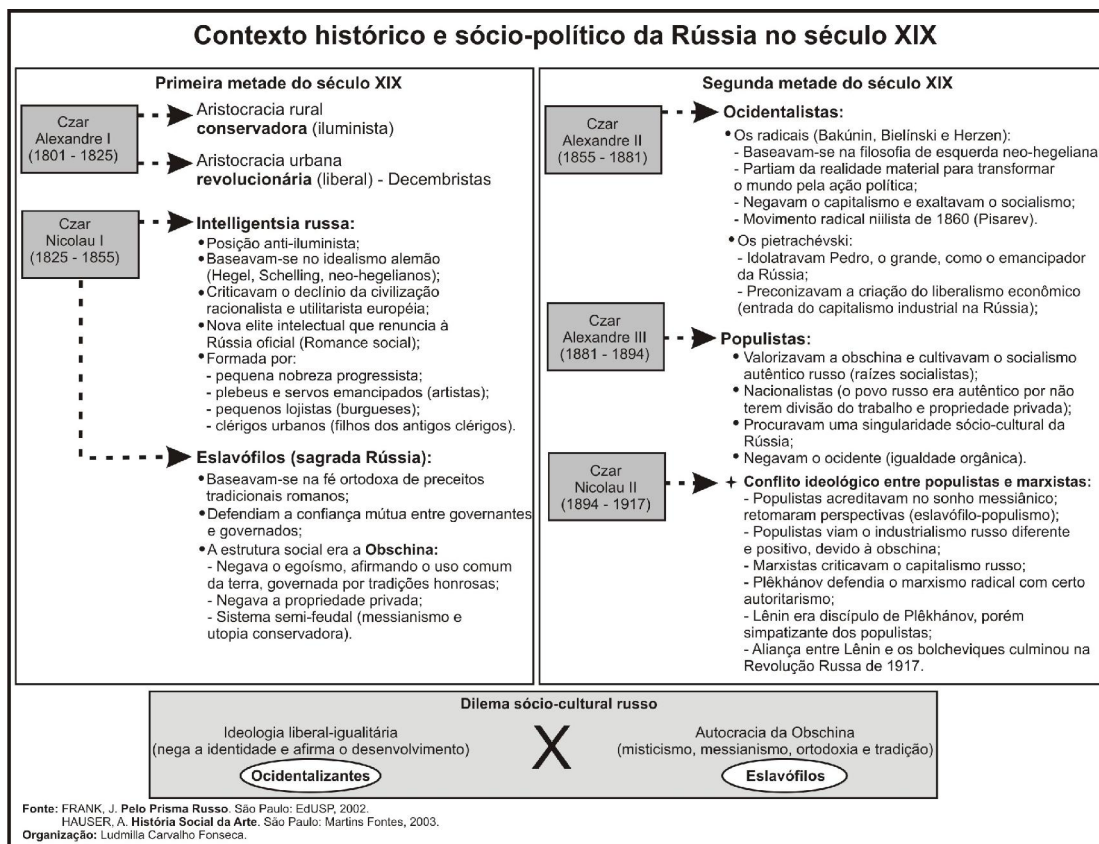 Contexto histórico e sócio-político da Rússia no século XIX
Primeira metade do século XIX
Czar
Alexandre I
(1801 - 1825)
Aristocracia rural
conservadora (iluminista)
Aristocracia urbana
revolucionária (liberal) - Decembristas
Czar
Nicolau I
(1825 - 1855)
Intelligentsia russa:
• Posição anti-iluminista;
• Baseavam-se no idealismo alemão
(Hegel, Schelling, neo-hegelianos);
• Criticavam o declínio da civilização
racionalista e utilitarista européia;
• Nova elite intelectual que renuncia à
Rússia oficial (Romance social);
• Formada por:
- pequena nobreza progressista;
- plebeus e servos emancipados (artistas);
- pequenos lojistas (burgueses);
- clérigos urbanos (filhos dos antigos clérigos).
Eslavófilos (sagrada Rússia):
• Baseavam-se na fé ortodoxa de preceitos
tradicionais romanos;
• Defendiam a confiança mútua entre governantes
e governados;
• A estrutura social era a Obschina:
- Negava o egoísmo, afirmando o uso comum
da terra, governada por tradições honrosas;
- Negava a propriedade privada;
- Sistema semi-feudal (messianismo e
utopia conservadora).
Segunda metade do século XIX
Czar
Alexandre II
(1855 - 1881)
Ocidentalistas:
• Os radicais (Bakúnin, Bielínski e Herzen):
- Baseavam-se na filosofia de esquerda neo-hegeliana
- Partiam da realidade material para transformar
o mundo pela ação política;
- Negavam o capitalismo e exaltavam o socialismo;
- Movimento radical niilista de 1860 (Pisarev).
• Os pietrachévski:
- Idolatravam Pedro, o grande, como o emancipador
da Rússia;
- Preconizavam a criação do liberalismo econômico
(entrada do capitalismo industrial na Rússia);
Czar
Alexandre III
(1881 - 1894)
Populistas:
• Valorizavam a obschina e cultivavam o socialismo
autêntico russo (raízes socialistas);
• Nacionalistas (o povo russo era autêntico por não
terem divisão do trabalho e propriedade privada);
• Procuravam uma singularidade sócio-cultural da
Rússia;
• Negavam o ocidente (igualdade orgânica).
Czar
Nicolau II
(1894 - 1917)
Conflito ideológico entre populistas e marxistas:
- Populistas acreditavam no sonho messiânico;
retomaram perspectivas (eslavófilo-populismo);
- Populistas viam o industrialismo russo diferente
e positivo, devido à obschina;
- Marxistas criticavam o capitalismo russo;
- Plêkhánov defendia o marxismo radical com certo
autoritarismo;
- Lênin era discípulo de Plêkhánov, porém
simpatizante dos populistas;
- Aliança entre Lênin e os bolcheviques culminou na
Revolução Russa de 1917.
Dilema sócio-cultural russo
Ideologia liberal-igualitária
(nega a identidade e afirma o desenvolvimento)
Ocidentalizantes
X
Autocracia da Obschina
(misticismo, messianismo, ortodoxia e tradição)
Eslavófilos
Fonte: FRANK, J. Pelo Prisma Russo. São Paulo: EdUSP, 2002.
HAUSER, A. História Social da Arte. São Paulo: Martins Fontes, 2003.
Organização: Ludmilla Carvalho Fonseca.